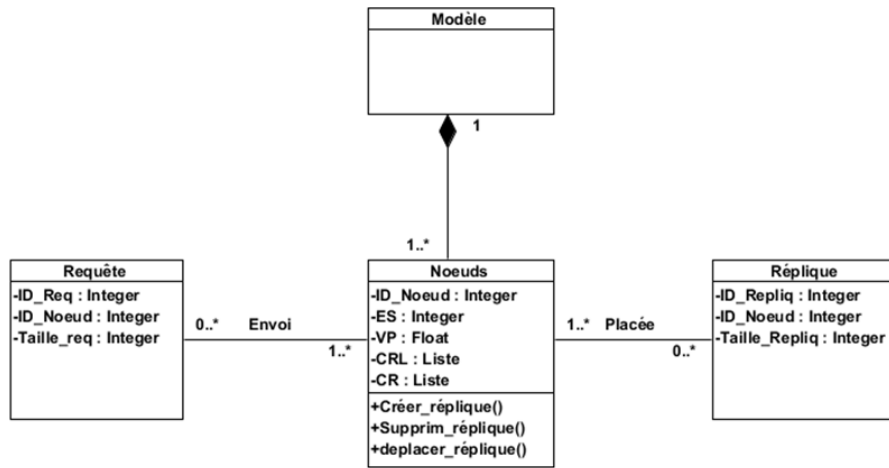 Modèle
1
1..*
Requête
-ID_Req : Integer
-ID_Noeud : Integer
-Taille_req : Integer
0..* Envoi
1..*
Noeuds
-ID_Noeud : Integer
-ES : Integer
-VP : Float
-CRL : Liste
-CR : Liste
+Créer_réplique()
+Supprim_réplique()
+deplacer_réplique()
1..* Placée
0..*
Réplique
-ID_Repliq : Integer
-ID_Noeud : Integer
-Taille_Repliq : Integer